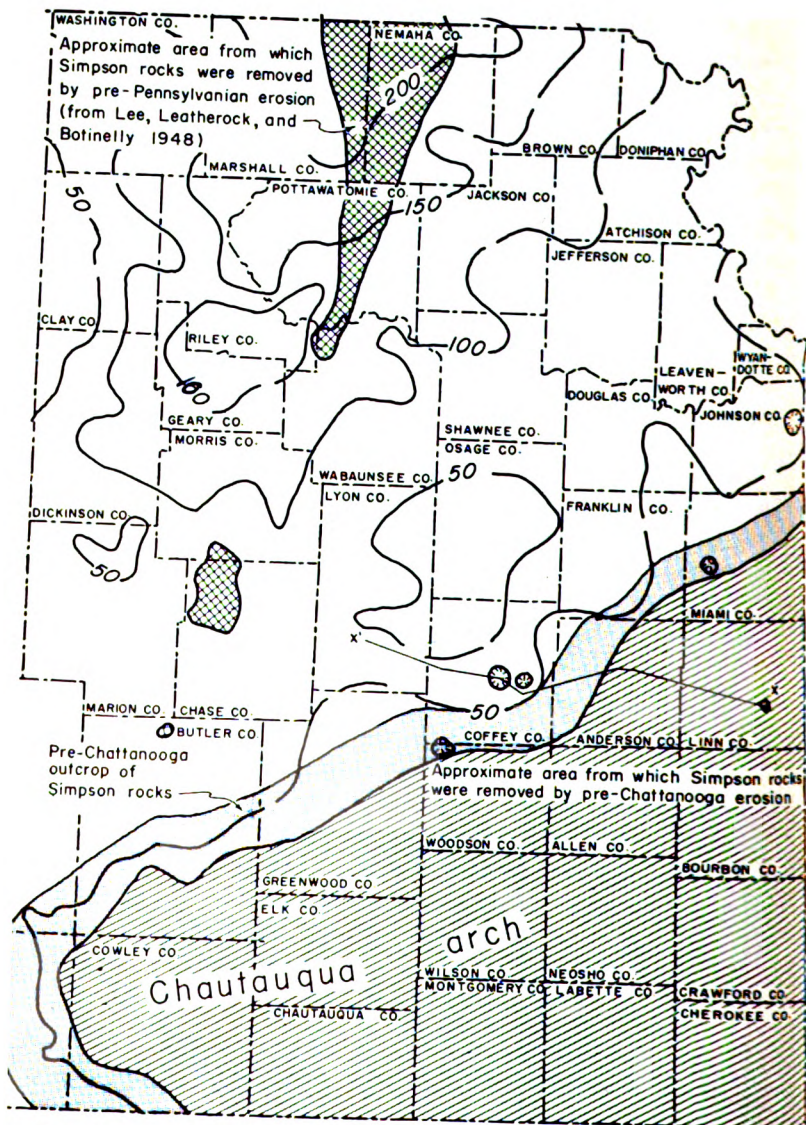 WASHINGTON CO.
NEMAHA CO.
Approximate area from which
Simpson rocks were removed
by pre-Pennsylvanian erosion
(from Lee, Leatherock, and
Botinelly 1948)
200
MARSHALL CO.
BROWN CO.
DONIPHAN CO.
50
POTTAWATOMIE CO.
150
JACKSON CO.
ATCHISON CO.
JEFFERSON CO.
CLAY CO.
RILEY CO.
100
100
WYAN-
DOTTE CO
LEAVEN-
WORTH CO.
DOUGLAS CO.
JOHNSON CO.
GEARY CO.
MORRIS CO.
SHAWNEE CO.
OSAGE CO.
WABAUNSEE CO.
LYON CO.
50
DICKINSON CO.
FRANKLIN CO.
50
MIAMI CO.
X'
X
MARION CO.
CHASE CO.
50
BUTLER CO
COFFEY CO.
ANDERSON CO.
LINN CO.
Pre-Chattanooga
outcrop of
Simpson rocks
Approximate area from which Simpson rocks
were removed by pre-Chattanooga erosion
WOODSON CO.
ALLEN CO.
BOURBON CO.
GREENWOOD CO
ELK CO.
COWLEY CO.
arch
Chautauqua
WILSON CO.
NEOSHO CO.
MONTGOMERY CO.
LABETTE CO.
CRAWFORD CO.
CHEROKEE CO.
CHAUTAUQUA CO.